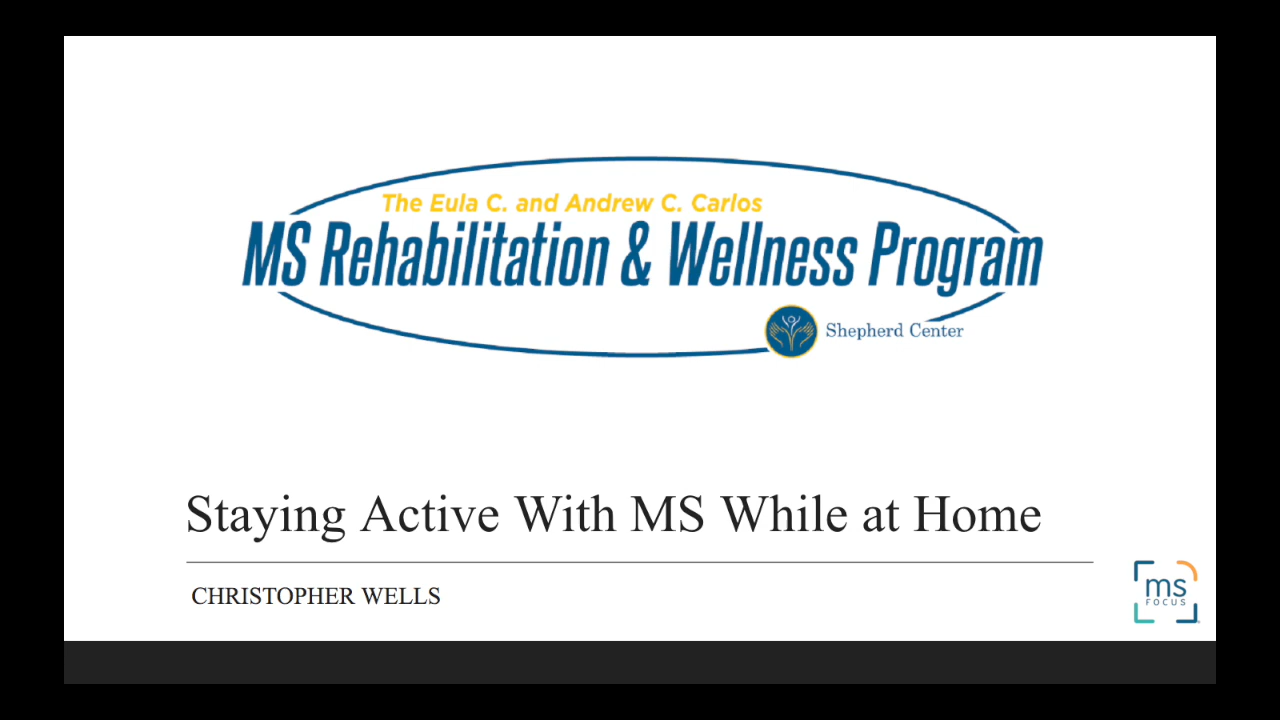 The Eula C. and Andrew C. Carlos
MS Rehabilitation & Wellness Program
Shepherd Center
Staying Active With MS While at Home
CHRISTOPHER WELLS
ms
FOCUS